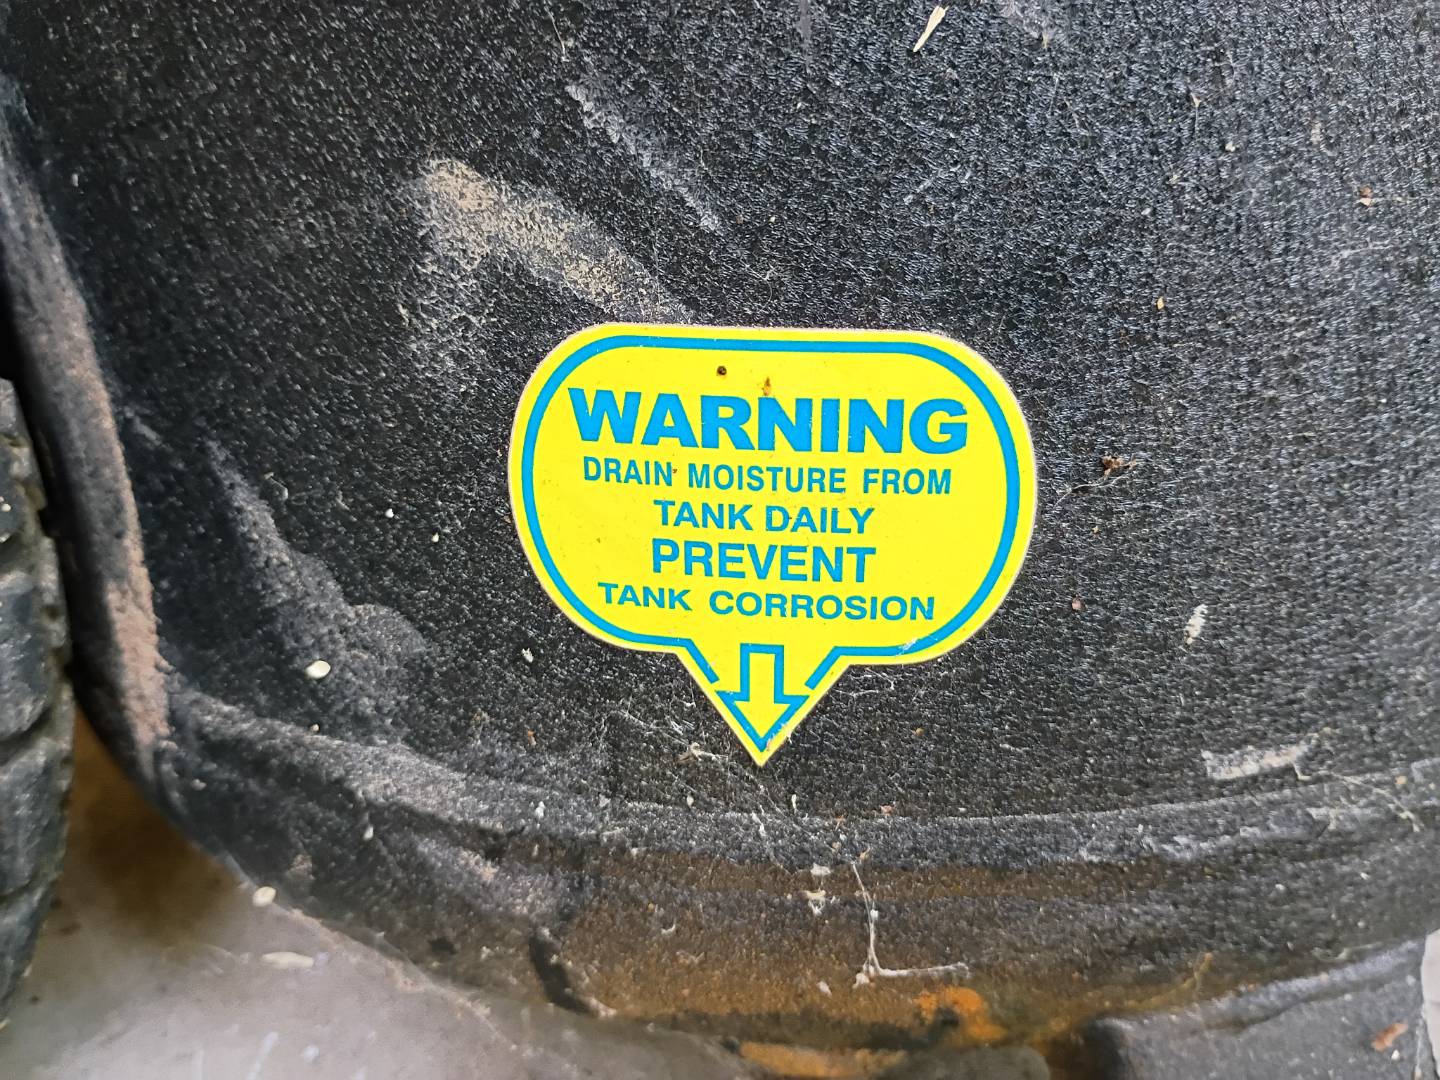 WARNING
DRAIN MOISTURE FROM
TANK DAILY
PREVENT
TANK CORROSION